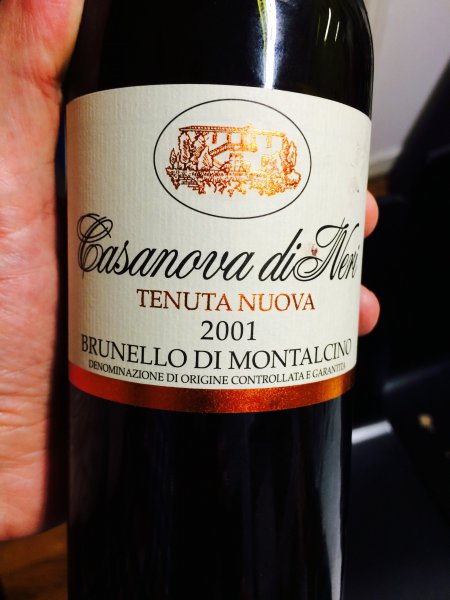 Casanova di Neri
TENUTA NUOVA
2001
BRUNELLO DI MONTALCINO
DENOMINAZIONE DI ORIGINE CONTROLLATA E GARANTITA